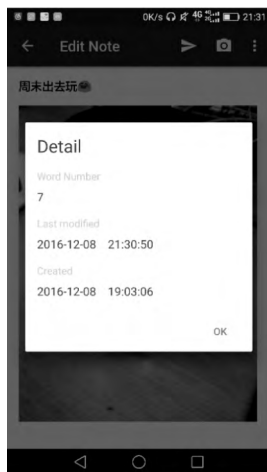 0K/s 4G 21:31
Edit Note
周末出去玩
Detail
Word Number
7
Last modified
2016-12-08 21:30:50
Created
2016-12-08 19:03:06
OK